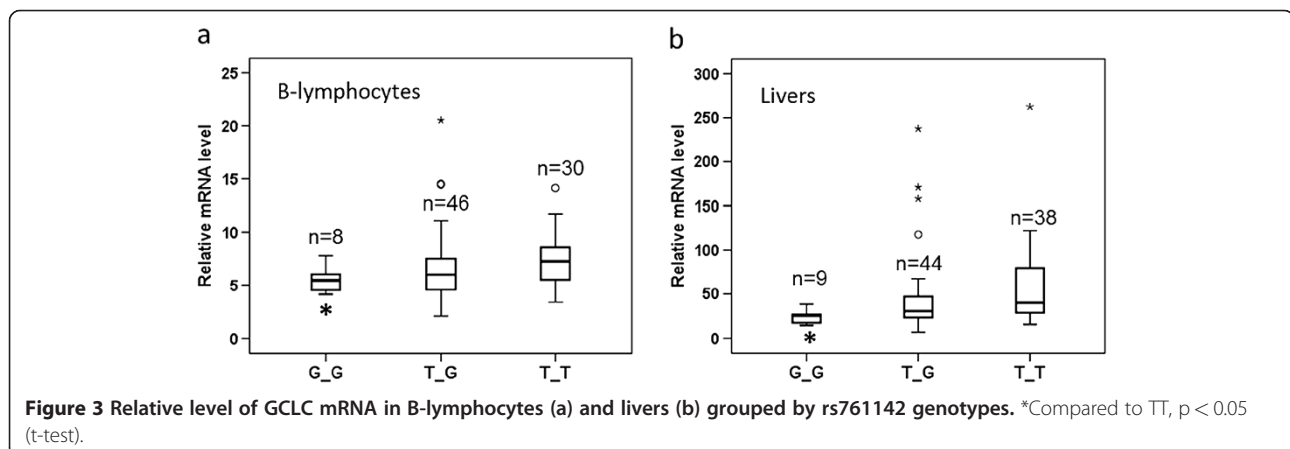 a
25
20
15
10
5
0
Relative mRNA level
B-lymphocytes
n=8
n=46
n=30
*
G_G
T_G
T_T
b
300
250
200
150
100
50
0
Relative mRNA level
Livers
n=9
n=44
n=38
*
G_G
T_G
T_T
Figure 3 Relative level of GCLC mRNA in B-lymphocytes (a) and livers (b) grouped by rs761142 genotypes. *Compared to TT, p < 0.05
(t-test).